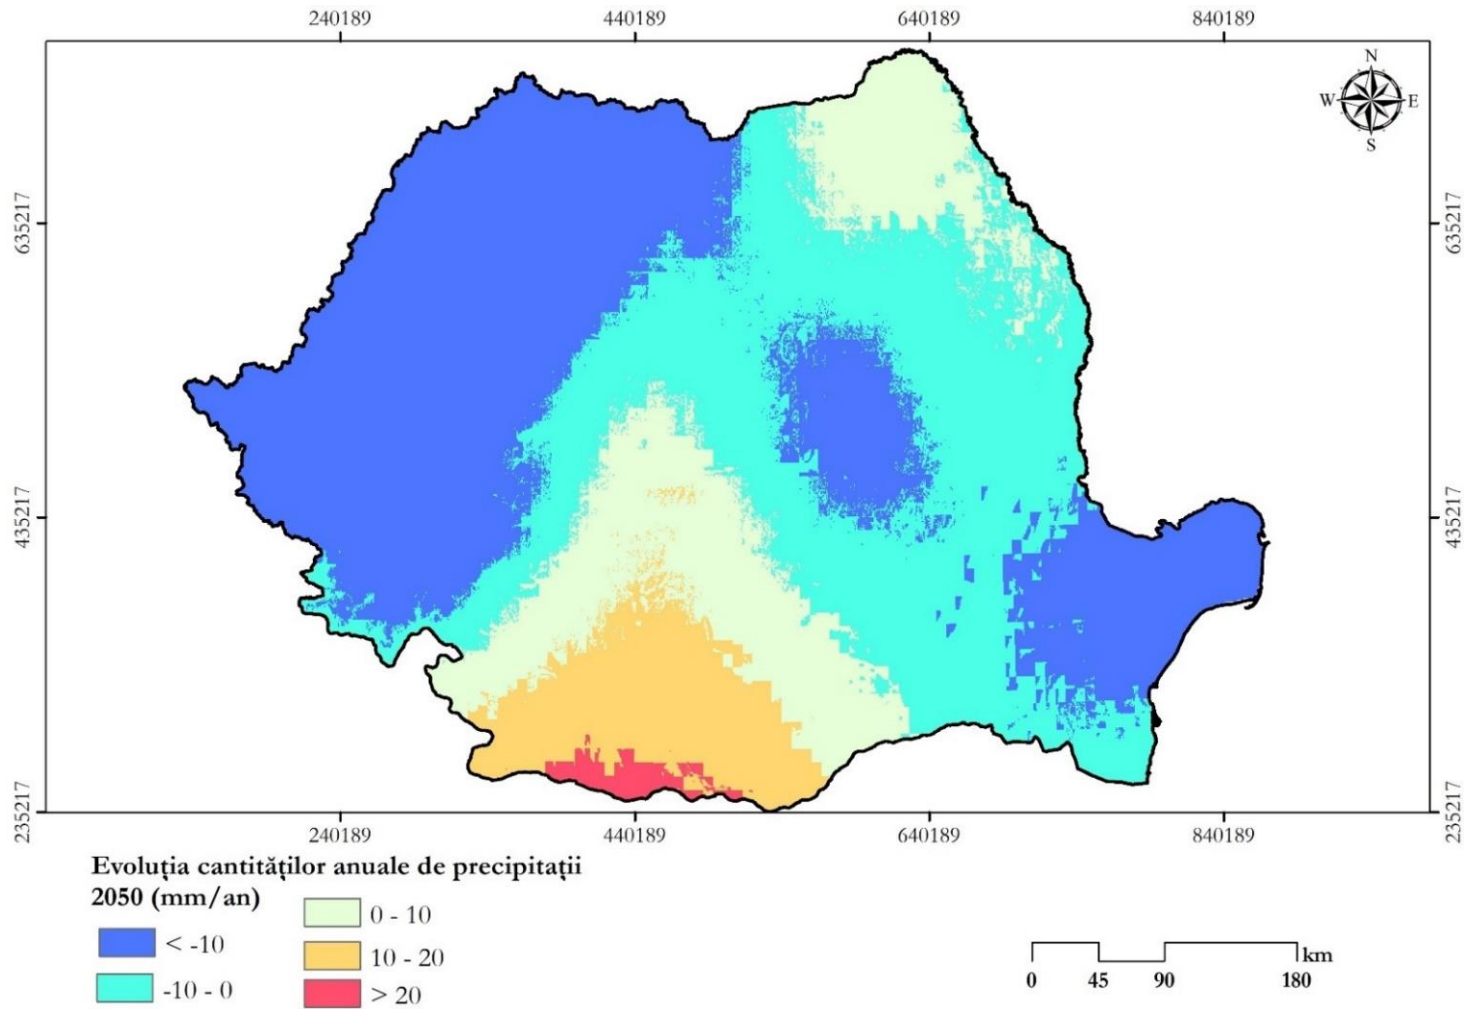 240189 440189 640189 840189
N
W E
S
635217 635217
435217 435217
235217 235217
240189 440189 640189 840189
Evoluția cantităților anuale de precipitații
2050 (mm/an)
< -10
-10 - 0
0 - 10
10 - 20
> 20
km
0 45 90 180